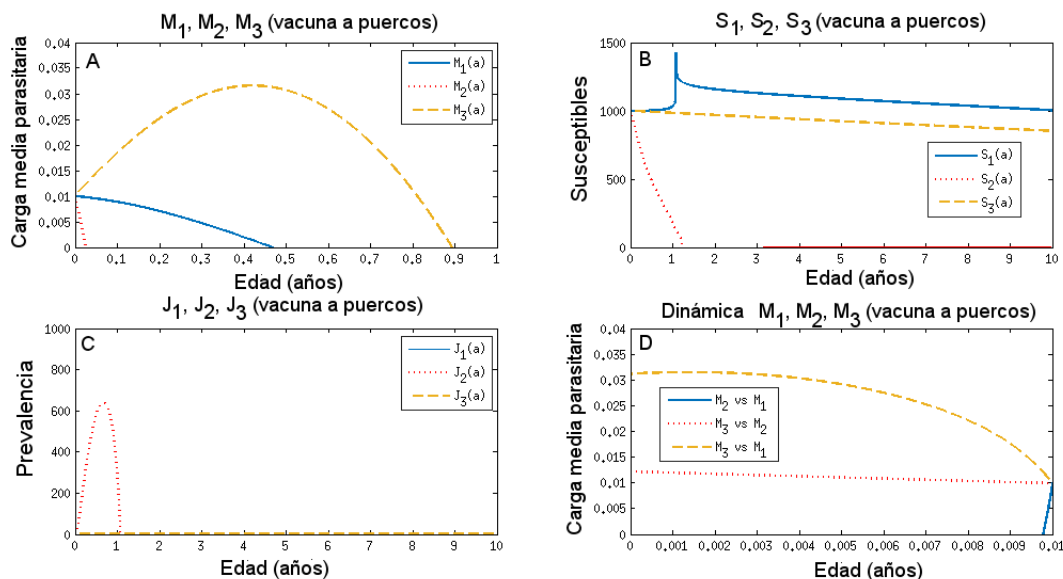 M1, M2, M3 (vacuna a puercos)
A
Carga media parasitaria
0.04
0.035
0.03
0.025
0.02
0.015
0.01
0.005
0
M1(a)
M2(a)
M3(a)
0 0.1 0.2 0.3 0.4 0.5 0.6 0.7 0.8 0.9 1
Edad (años)
S1, S2, S3 (vacuna a puercos)
B
Susceptibles
1500
1000
500
0
S1(a)
S2(a)
S3(a)
0 1 2 3 4 5 6 7 8 9 10
Edad (años)
J1, J2, J3 (vacuna a puercos)
C
Prevalencia
1000
800
600
400
200
0
J1(a)
J2(a)
J3(a)
0 1 2 3 4 5 6 7 8 9 10
Edad (años)
Dinámica M1, M2, M3 (vacuna a puercos)
D
Carga media parasitaria
0.04
0.035
0.03
0.025
0.02
0.015
0.01
0.005
0
M2 vs M1
M3 vs M2
M3 vs M1
0 0.001 0.002 0.003 0.004 0.005 0.006 0.007 0.008 0.009 0.01
Edad (años)